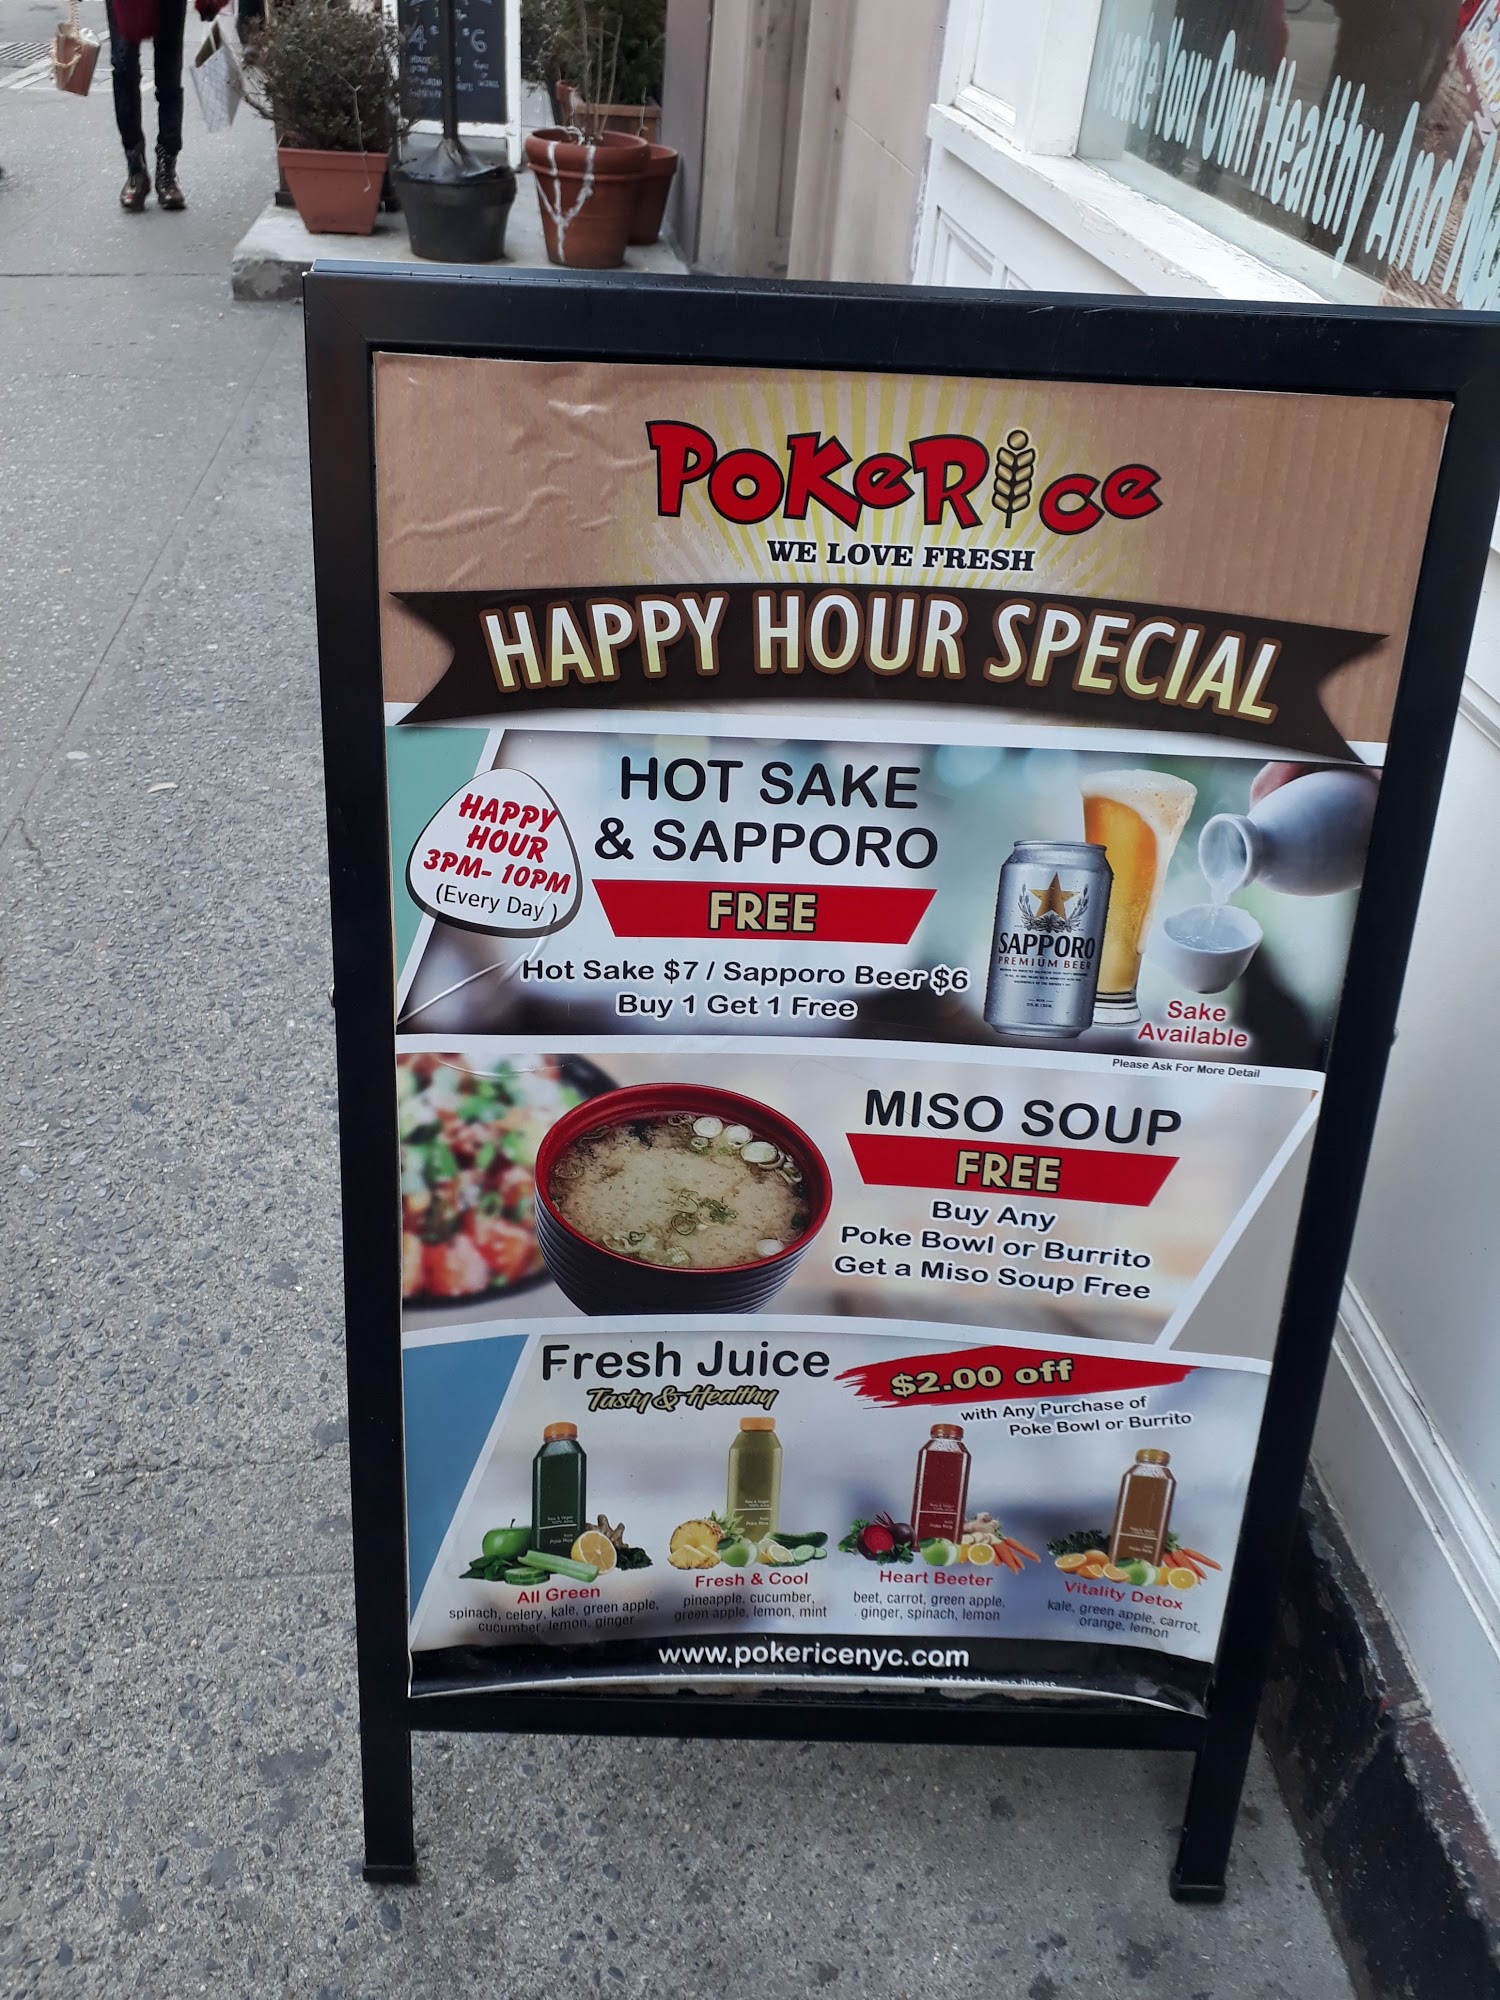 $4 $6
Create Your Own Healthy And
POKERICE
WE LOVE FRESH
HAPPY HOUR SPECIAL
HAPPY
HOUR
3PM- 10PM
(Every Day )
HOT SAKE
& SAPPORO
FREE
Hot Sake $7 / Sapporo Beer $6
Buy 1 Get 1 Free
SAPPORO
PREMIUM BEER
Sake
Available
Please Ask For More Detail
MISO SOUP
FREE
Buy Any
Poke Bowl or Burrito
Get a Miso Soup Free
Fresh Juice
Tasty & Healthy
$2.00 off
with Any Purchase of
Poke Bowl or Burrito
All Green
spinach, celery, kale, green apple,
cucumber, lemon, ginger
Fresh & Cool
pineapple, cucumber,
green apple, lemon, mint
Heart Beeter
beet, carrot, green apple,
ginger, spinach, lemon
Vitality Detox
kale, green apple, carrot,
orange, lemon
www.pokericenyc.com